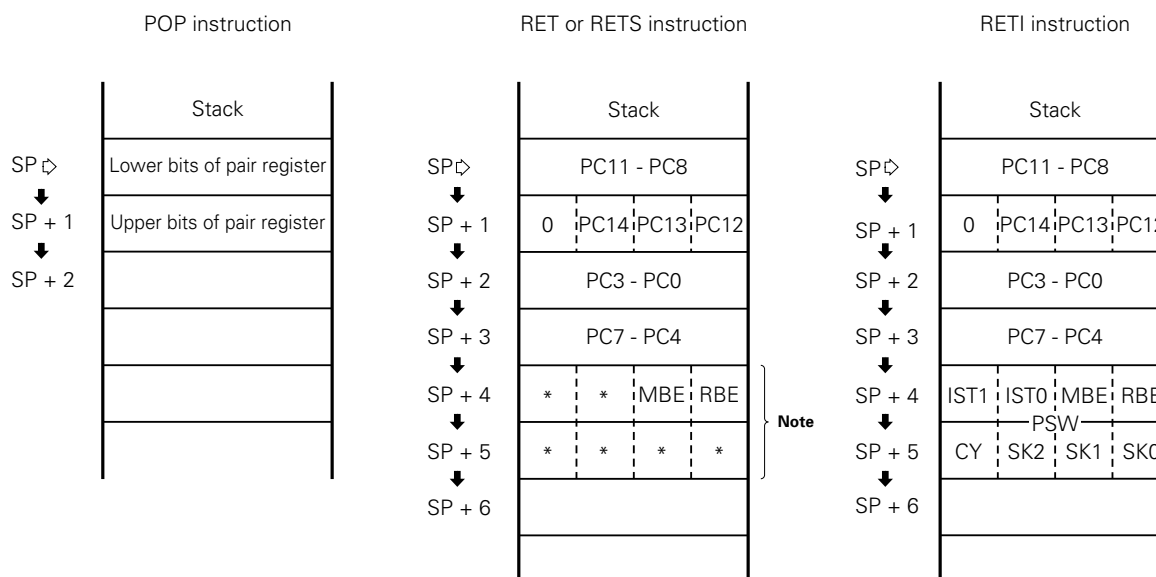 POP instruction
RET or RETS instruction
RETI instruction
Stack
SP
Lower bits of pair register
SP + 1
Upper bits of pair register
SP + 2
Stack
SP
PC11 - PC8
SP + 1
0 PC14 PC13 PC12
SP + 2
PC3 - PC0
SP + 3
PC7 - PC4
SP + 4
* * MBE RBE
SP + 5
* * * *
SP + 6
Note
Stack
SP
PC11 - PC8
SP + 1
0 PC14 PC13 PC12
SP + 2
PC3 - PC0
SP + 3
PC7 - PC4
SP + 4
IST1 IST0 MBE RBE
PSW
SP + 5
CY SK2 SK1 SK0
SP + 6